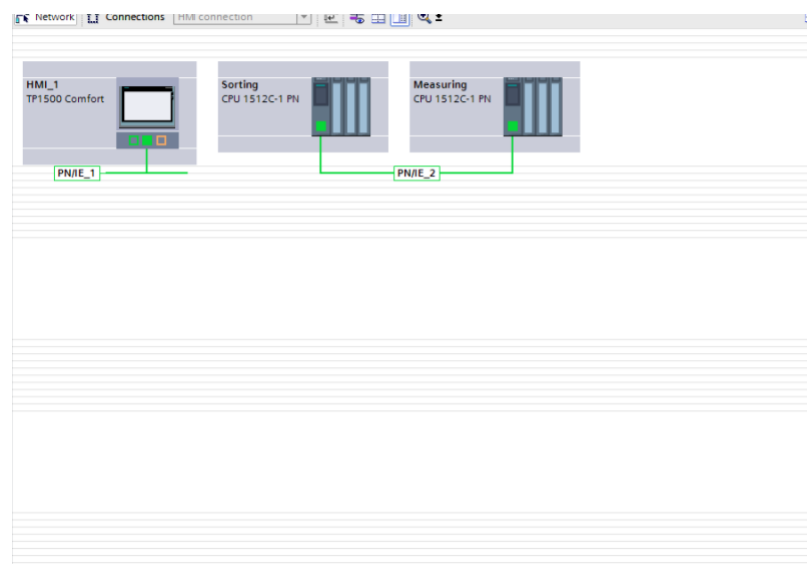 Network Connections HMI connection
HMI_1
TP1500 Comfort
Sorting
CPU 1512C-1 PN
Measuring
CPU 1512C-1 PN
PN/IE_1
PN/IE_2